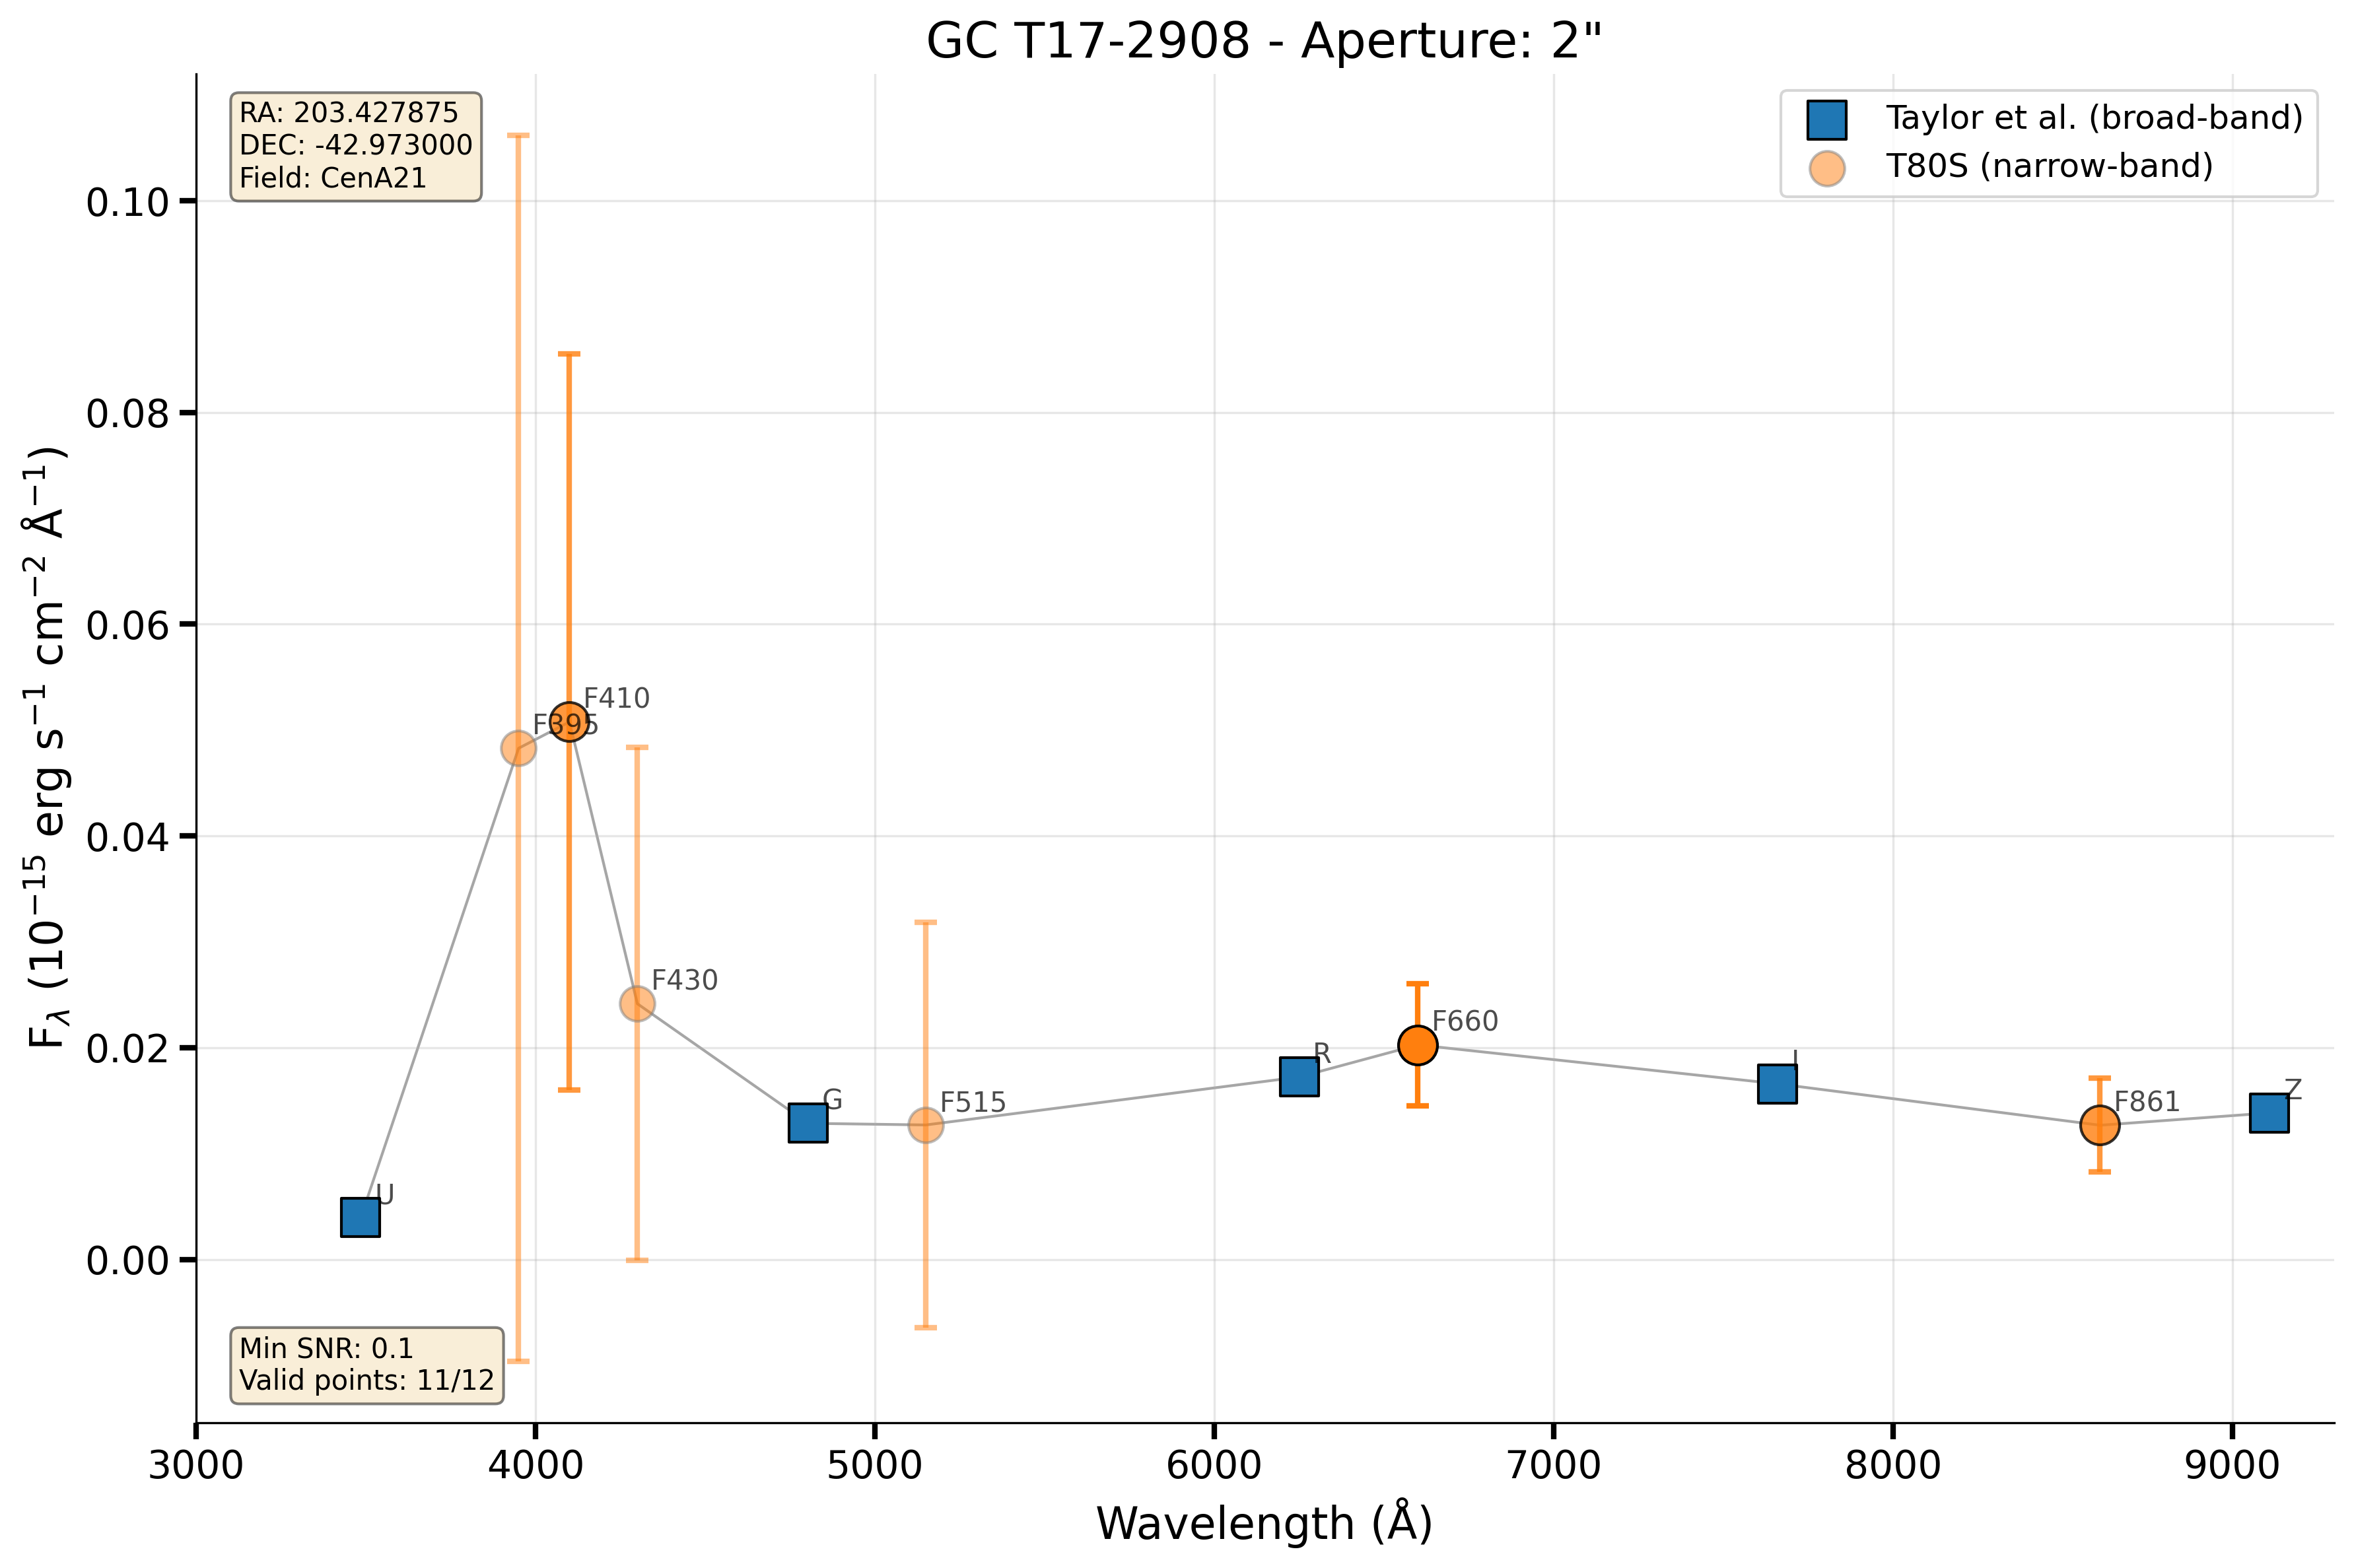 GC T17-2908 - Aperture: 2"
RA: 203.427875
DEC: -42.973000
Field: CenA21
Taylor et al. (broad-band)
T80S (narrow-band)
0.10
0.08
0.06
0.04
0.02
0.00
F_λ (10⁻¹⁵ erg s⁻¹ cm⁻² Å⁻¹)
U
F395
F410
F430
G
F515
R
F660
I
F861
Z
Min SNR: 0.1
Valid points: 11/12
3000 4000 5000 6000 7000 8000 9000
Wavelength (Å)